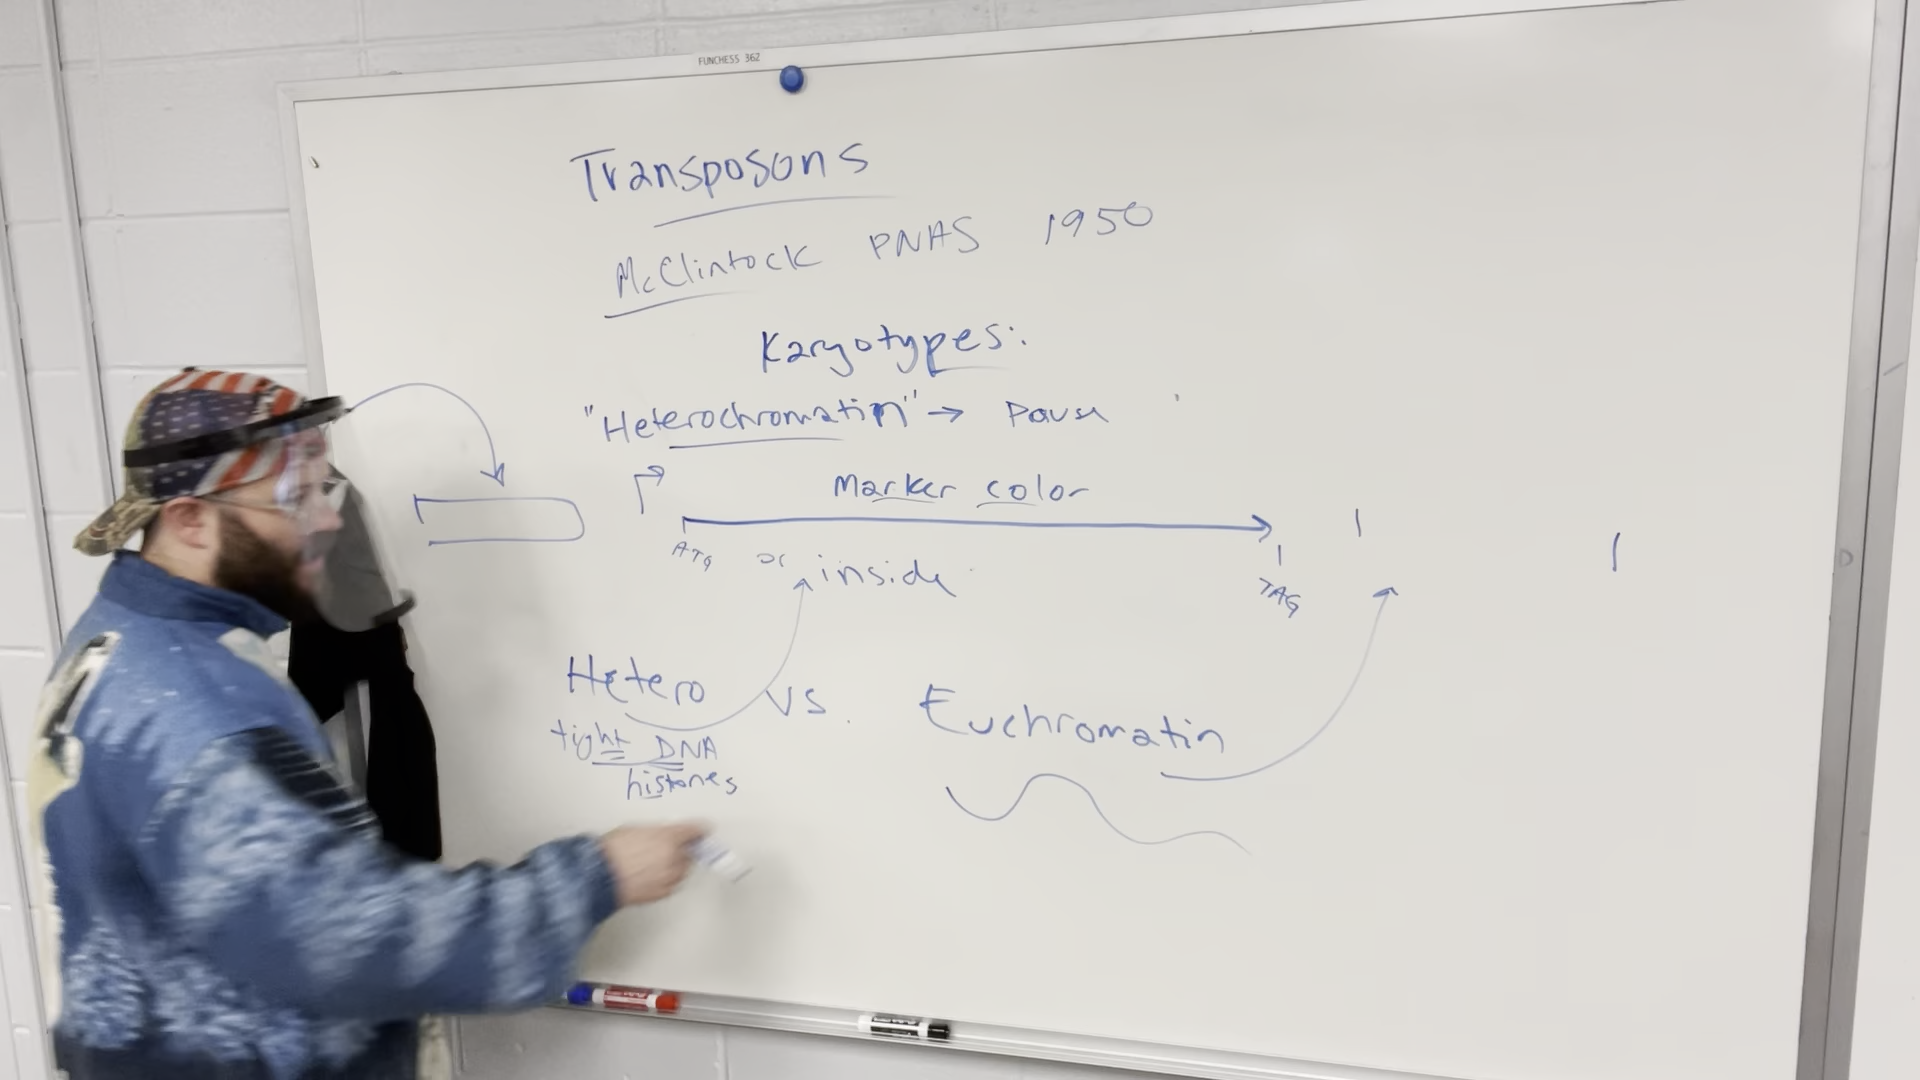 FUNCHESS 362
Transposons
McClintock PNAS 1950
Karyotypes:
"Heterochromatin" → Pause
Marker color
ATG or inside
TAG
Hetero vs. Euchromatin
tight DNA
histones